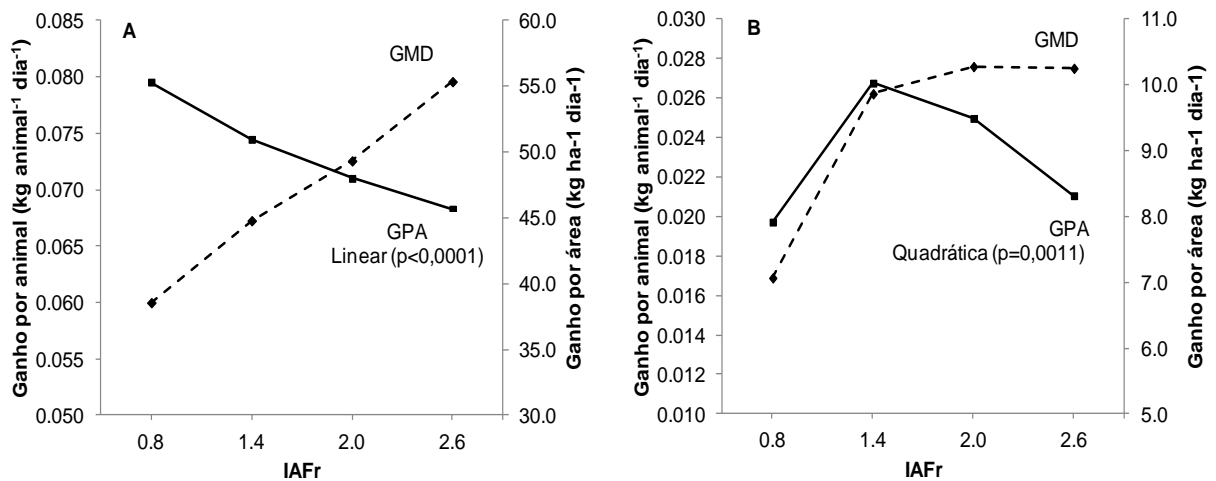 A
Ganho por animal (kg animal⁻¹ dia⁻¹)
0.085
0.080
0.075
0.070
0.065
0.060
0.055
0.050
60.0
55.0
50.0
45.0
40.0
35.0
30.0
Ganho por área (kg ha-1 dia-1)
GMD
GPA
Linear (p<0,0001)
0.8 1.4 2.0 2.6
IAFr
B
Ganho por animal (kg animal⁻¹ dia⁻¹)
0.030
0.028
0.026
0.024
0.022
0.020
0.018
0.016
0.014
0.012
0.010
11.0
10.0
9.0
8.0
7.0
6.0
5.0
Ganho por área (kg ha-1 dia-1)
GMD
GPA
Quadrática (p=0,0011)
0.8 1.4 2.0 2.6
IAFr